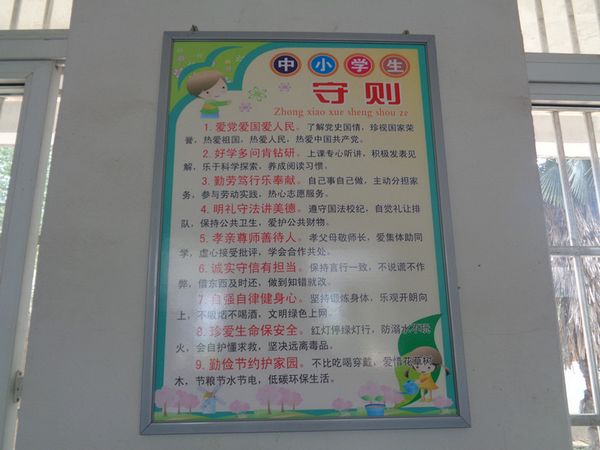 中小学生
守则
Zhong xiao xue sheng shou ze
1. 爱党爱国爱人民。了解党史国情，珍视国家荣
誉，热爱祖国，热爱人民，热爱中国共产党。
2. 好学多问肯钻研。上课专心听讲，积极发表见
解，乐于科学探索，养成阅读习惯。
3. 勤劳笃行乐奉献。自己事自己做，主动分担家
务，参与劳动实践，热心志愿服务。
4. 明礼守法讲美德。遵守国法校纪，自觉礼让排
队，保持公共卫生，爱护公共财物。
5. 孝亲尊师善待人。孝父母敬师长，爱集体助同
学，虚心接受批评，学会合作共处。
6. 诚实守信有担当。保持言行一致，不说谎不作
弊，借东西及时还，做到知错就改。
7. 自强自律健身心。坚持锻炼身体，乐观开朗向
上，不吸烟不喝酒，文明绿色上网。
8. 珍爱生命保安全。红灯停绿灯行，防溺水不玩
火，会自护懂求救，坚决远离毒品。
9. 勤俭节约护家园。不比吃喝穿戴，爱惜花草树
木，节粮节水节电，低碳环保生活。